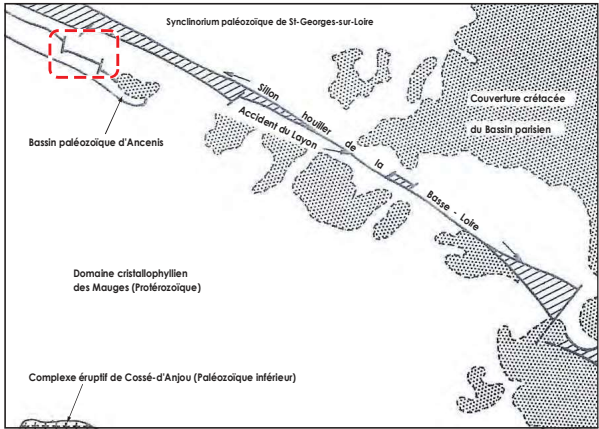 Synclinorium paléozoïque de St-Georges-sur-Loire
Sillon houiller de la Basse - Loire
Couverture crétacée
du Bassin parisien
Accident du Layon
Bassin paléozoïque d'Ancenis
Domaine cristallophyllien
des Mauges (Protérozoïque)
Complexe éruptif de Cossé-d'Anjou (Paléozoïque inférieur)